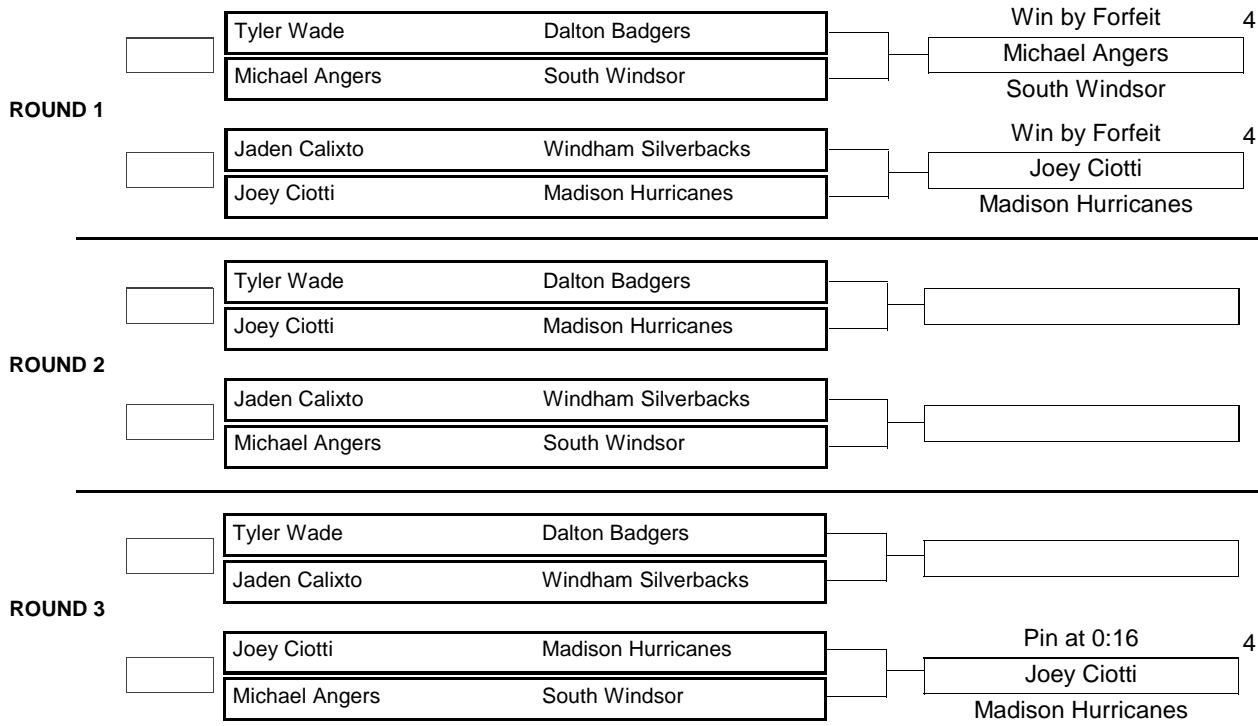 Win by Forfeit 4
Tyler Wade Dalton Badgers
Michael Angers
Michael Angers South Windsor
South Windsor
ROUND 1
Win by Forfeit 4
Jaden Calixto Windham Silverbacks
Joey Ciotti
Joey Ciotti Madison Hurricanes
Madison Hurricanes
Tyler Wade Dalton Badgers
Joey Ciotti Madison Hurricanes
ROUND 2
Jaden Calixto Windham Silverbacks
Michael Angers South Windsor
Tyler Wade Dalton Badgers
Jaden Calixto Windham Silverbacks
ROUND 3
Pin at 0:16 4
Joey Ciotti Madison Hurricanes
Joey Ciotti
Michael Angers South Windsor
Madison Hurricanes